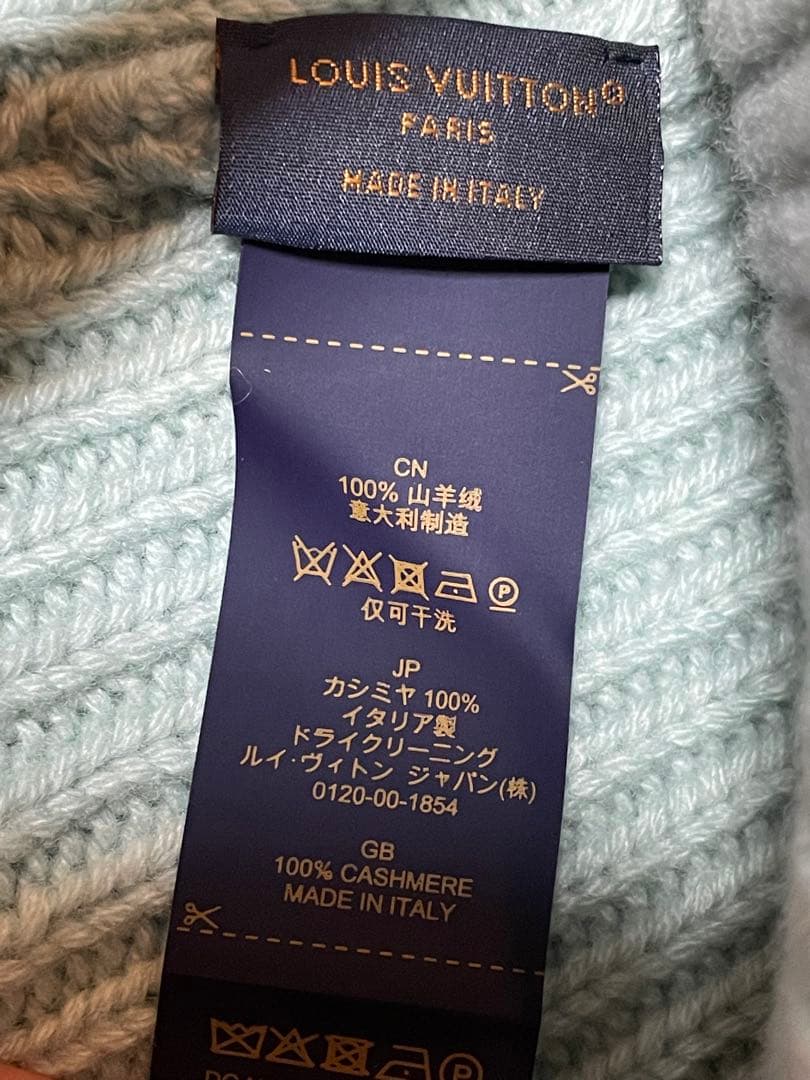 LOUIS VUITTON®
PARIS
MADE IN ITALY
CN
100% 山羊绒
意大利制造
P
仅可干洗
JP
カシミヤ 100%
イタリア製
ドライクリーニング
ルイ・ヴィトン ジャパン(株)
0120-00-1854
GB
100% CASHMERE
MADE IN ITALY
P